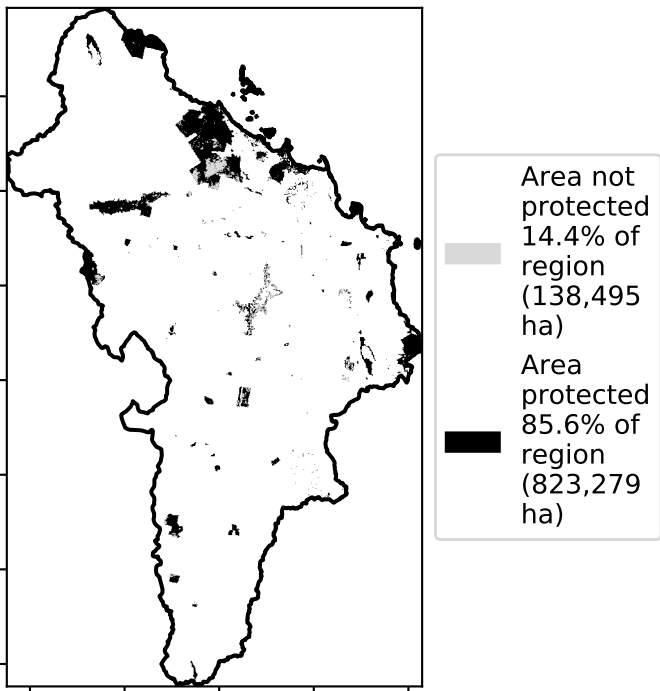 Area not
protected
14.4% of
region
(138,495
ha)
Area
protected
85.6% of
region
(823,279
ha)